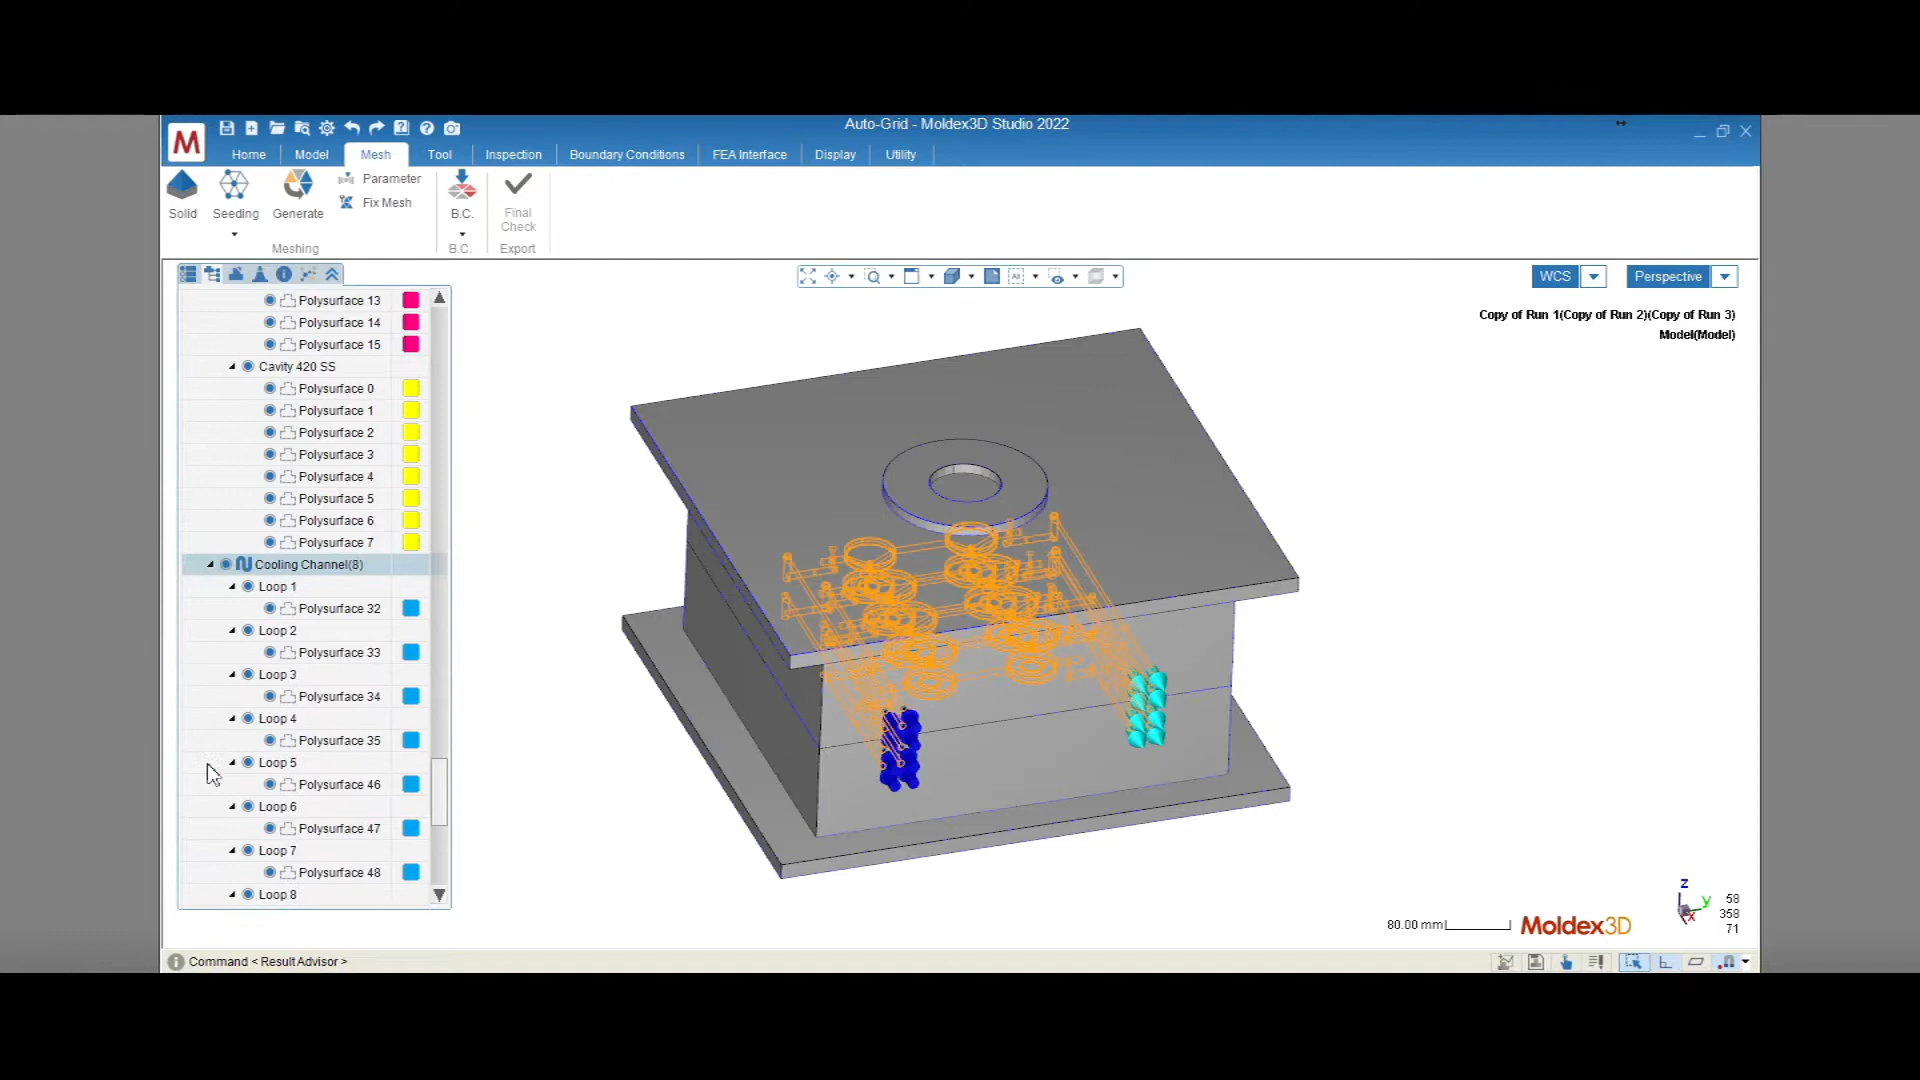 Auto-Grid - Moldex3D Studio 2022
M
Home Model Mesh Tool Inspection Boundary Conditions FEA Interface Display Utility
Solid Seeding Generate Parameter Fix Mesh B.C. Final Check
Meshing B.C. Export
WCS Perspective
Copy of Run 1(Copy of Run 2)(Copy of Run 3)
Model(Model)
Polysurface 13
Polysurface 14
Polysurface 15
Cavity 420 SS
Polysurface 0
Polysurface 1
Polysurface 2
Polysurface 3
Polysurface 4
Polysurface 5
Polysurface 6
Polysurface 7
Cooling Channel(8)
Loop 1
Polysurface 32
Loop 2
Polysurface 33
Loop 3
Polysurface 34
Loop 4
Polysurface 35
Loop 5
Polysurface 46
Loop 6
Polysurface 47
Loop 7
Polysurface 48
Loop 8
z
y
x
58
358
71
80.00 mm
Moldex3D
Command < ResultAdvisor >